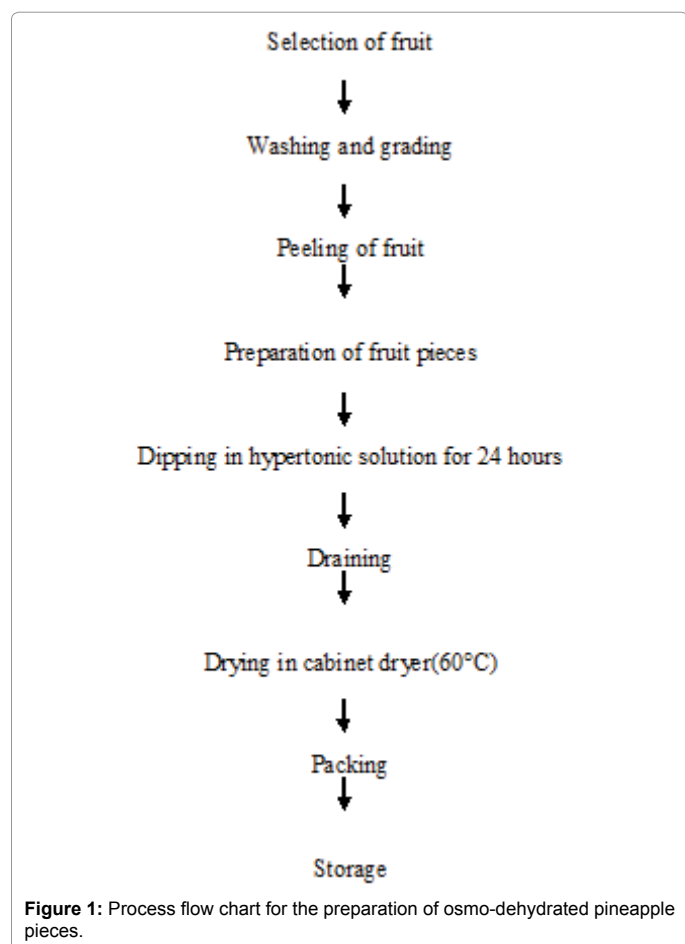 Selection of fruit
Washing and grading
Peeling of fruit
Preparation of fruit pieces
Dipping in hypertonic solution for 24 hours
Draining
Drying in cabinet dryer(60°C)
Packing
Storage
Figure 1: Process flow chart for the preparation of osmo-dehydrated pineapple
pieces.